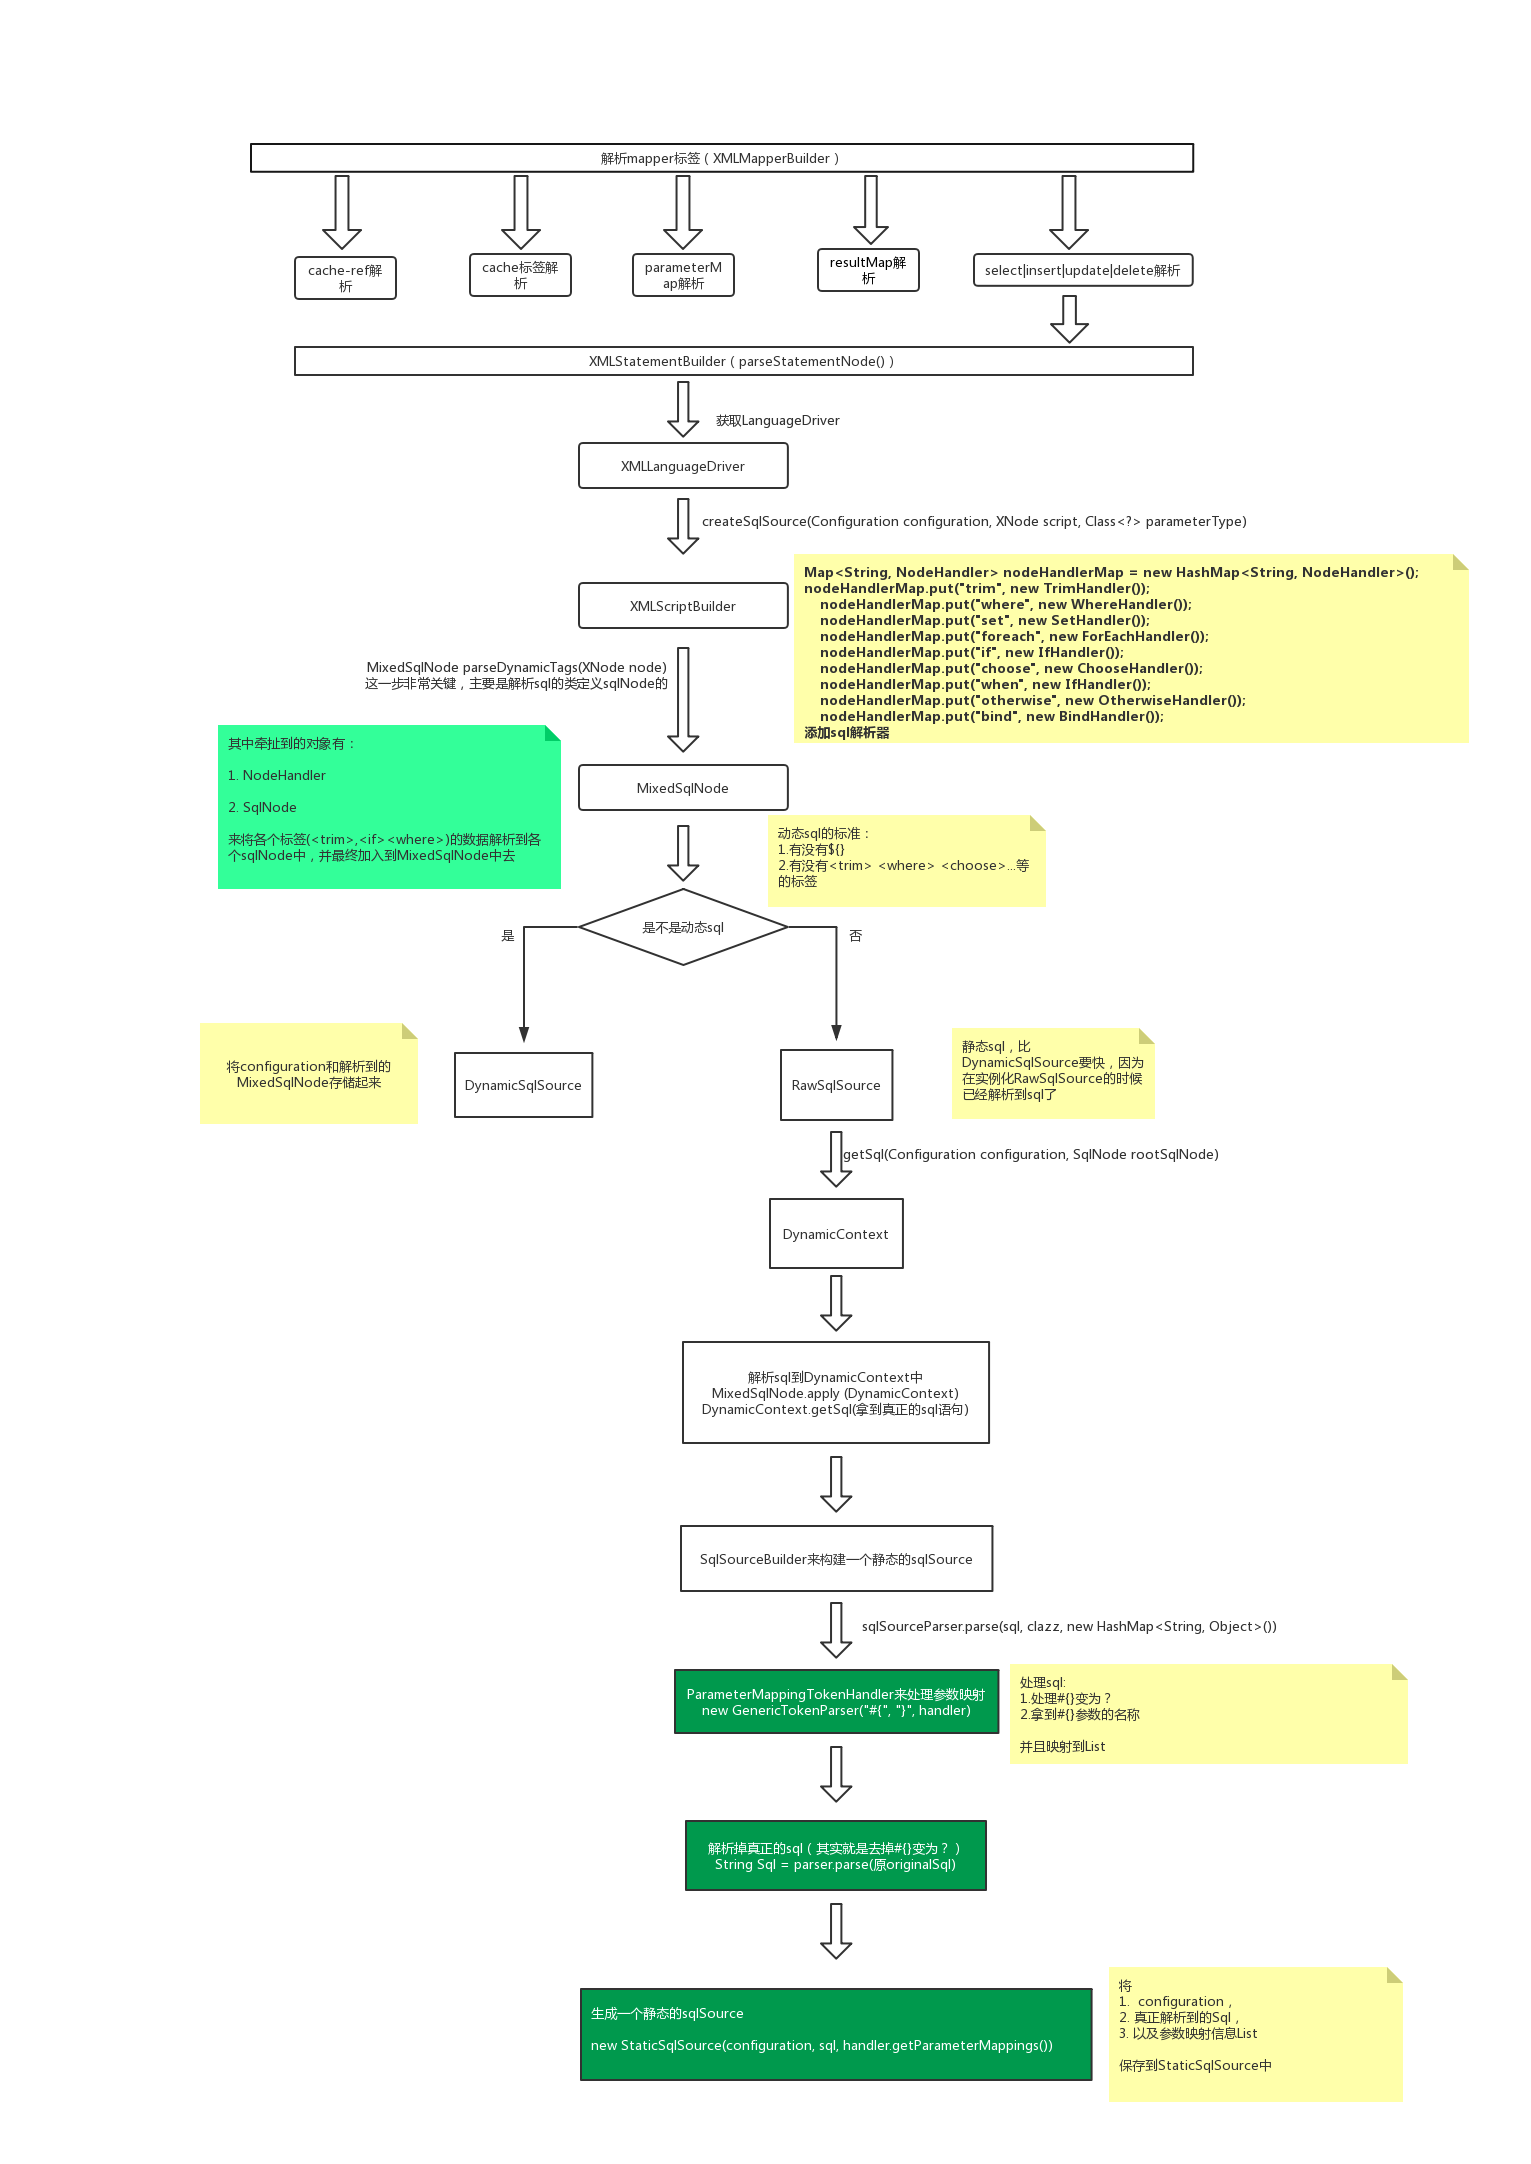 解析mapper标签（XMLMapperBuilder）
cache-ref解
析
cache标签解
析
parameterM
ap解析
resultMap解
析
select|insert|update|delete解析
XMLStatementBuilder（parseStatementNode()）
获取LanguageDriver
XMLLanguageDriver
createSqlSource(Configuration configuration, XNode script, Class<?> parameterType)
XMLScriptBuilder
Map<String, NodeHandler> nodeHandlerMap = new HashMap<String, NodeHandler>();
nodeHandlerMap.put("trim", new TrimHandler());
nodeHandlerMap.put("where", new WhereHandler());
nodeHandlerMap.put("set", new SetHandler());
nodeHandlerMap.put("foreach", new ForEachHandler());
nodeHandlerMap.put("if", new IfHandler());
nodeHandlerMap.put("choose", new ChooseHandler());
nodeHandlerMap.put("when", new IfHandler());
nodeHandlerMap.put("otherwise", new OtherwiseHandler());
nodeHandlerMap.put("bind", new BindHandler());
添加sql解析器
MixedSqlNode parseDynamicTags(XNode node)
这一步非常关键，主要是解析sql的类定义sqlNode的
其中牵扯到的对象有：
1. NodeHandler
2. SqlNode
来将各个标签(<trim>,<if><where>)的数据解析到各
个sqlNode中，并最终加入到MixedSqlNode中去
MixedSqlNode
动态sql的标准：
1.有没有${}
2.有没有<trim> <where> <choose>...等
的标签
是不是动态sql
是
否
将configuration和解析到的
MixedSqlNode存储起来
DynamicSqlSource
RawSqlSource
静态sql，比
DynamicSqlSource要快，因为
在实例化RawSqlSource的时候
已经解析到sql了
getSql(Configuration configuration, SqlNode rootSqlNode)
DynamicContext
解析sql到DynamicContext中
MixedSqlNode.apply (DynamicContext)
DynamicContext.getSql(拿到真正的sql语句)
SqlSourceBuilder来构建一个静态的sqlSource
sqlSourceParser.parse(sql, clazz, new HashMap<String, Object>())
ParameterMappingTokenHandler来处理参数映射
new GenericTokenParser("#{", "}", handler)
处理sql:
1.处理#{}变为？
2.拿到#{}参数的名称
并且映射到List
解析掉真正的sql（其实就是去掉#{}变为？）
String Sql = parser.parse(原originalSql)
生成一个静态的sqlSource
new StaticSqlSource(configuration, sql, handler.getParameterMappings())
将
1. configuration，
2. 真正解析到的Sql，
3. 以及参数映射信息List
保存到StaticSqlSource中